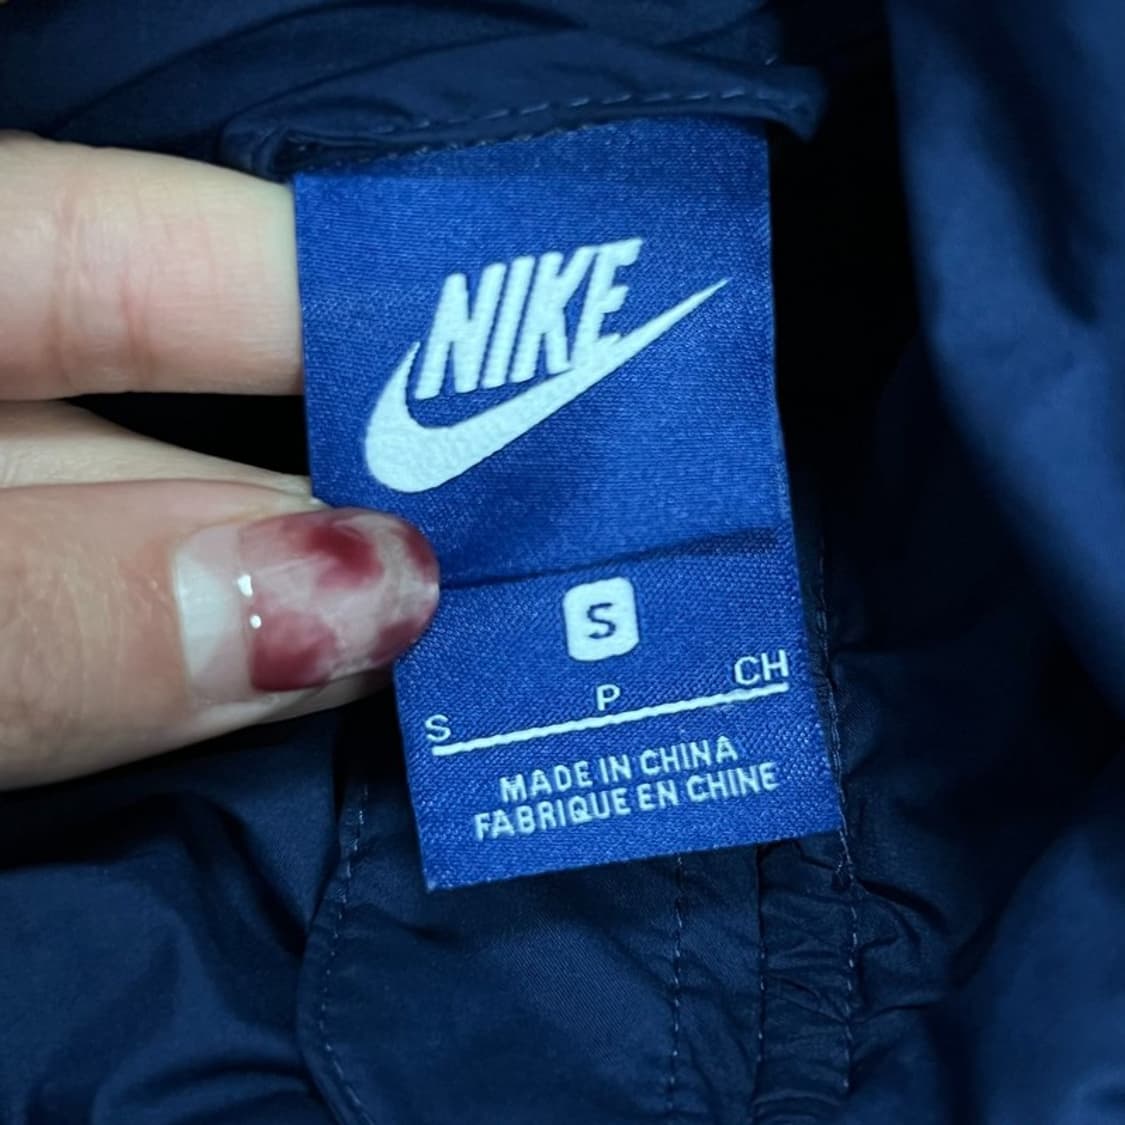 NIKE
S
S P CH
MADE IN CHINA
FABRIQUE EN CHINE